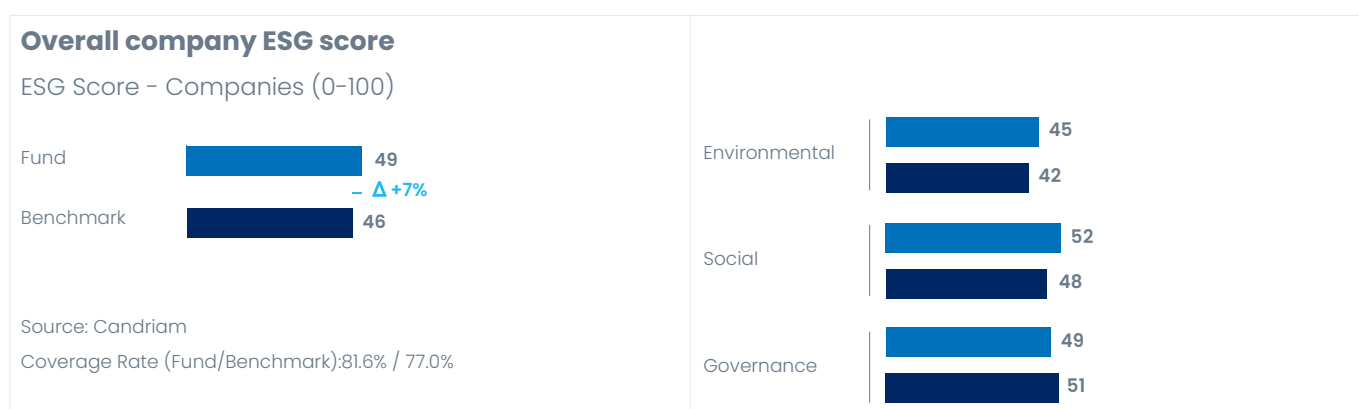 Overall company ESG score
ESG Score - Companies (0-100)
Fund
49
Δ +7%
Benchmark
46
Source: Candriam
Coverage Rate (Fund/Benchmark):81.6% / 77.0%
Environmental
45
42
Social
52
48
Governance
49
51